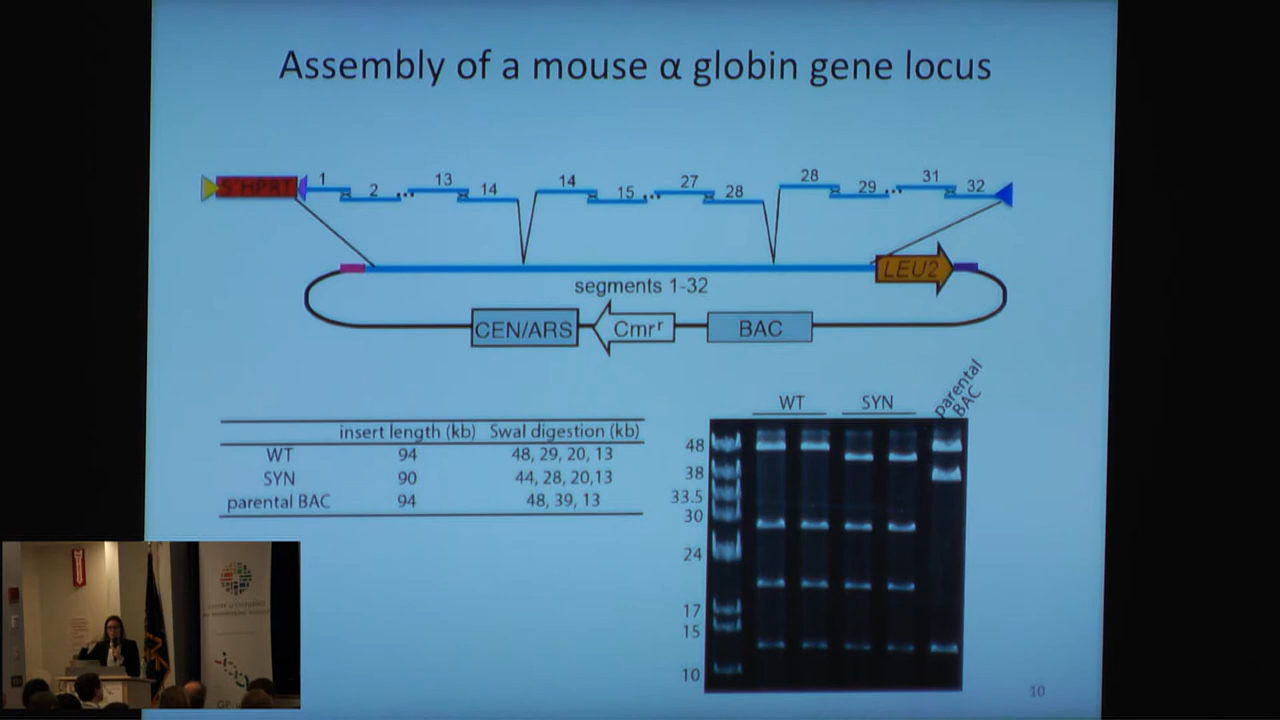 Assembly of a mouse α globin gene locus
5' HPRT 1 2 .. 13 14 14 15 .. 27 28 28 29 .. 31 32
LEU2
segments 1-32
CEN/ARS Cmrʳ BAC
WT SYN parental BAC
insert length (kb) SwaI digestion (kb)
WT 94 48, 29, 20, 13
SYN 90 44, 28, 20,13
parental BAC 94 48, 39, 13
48
38
33.5
30
24
17
15
10
10